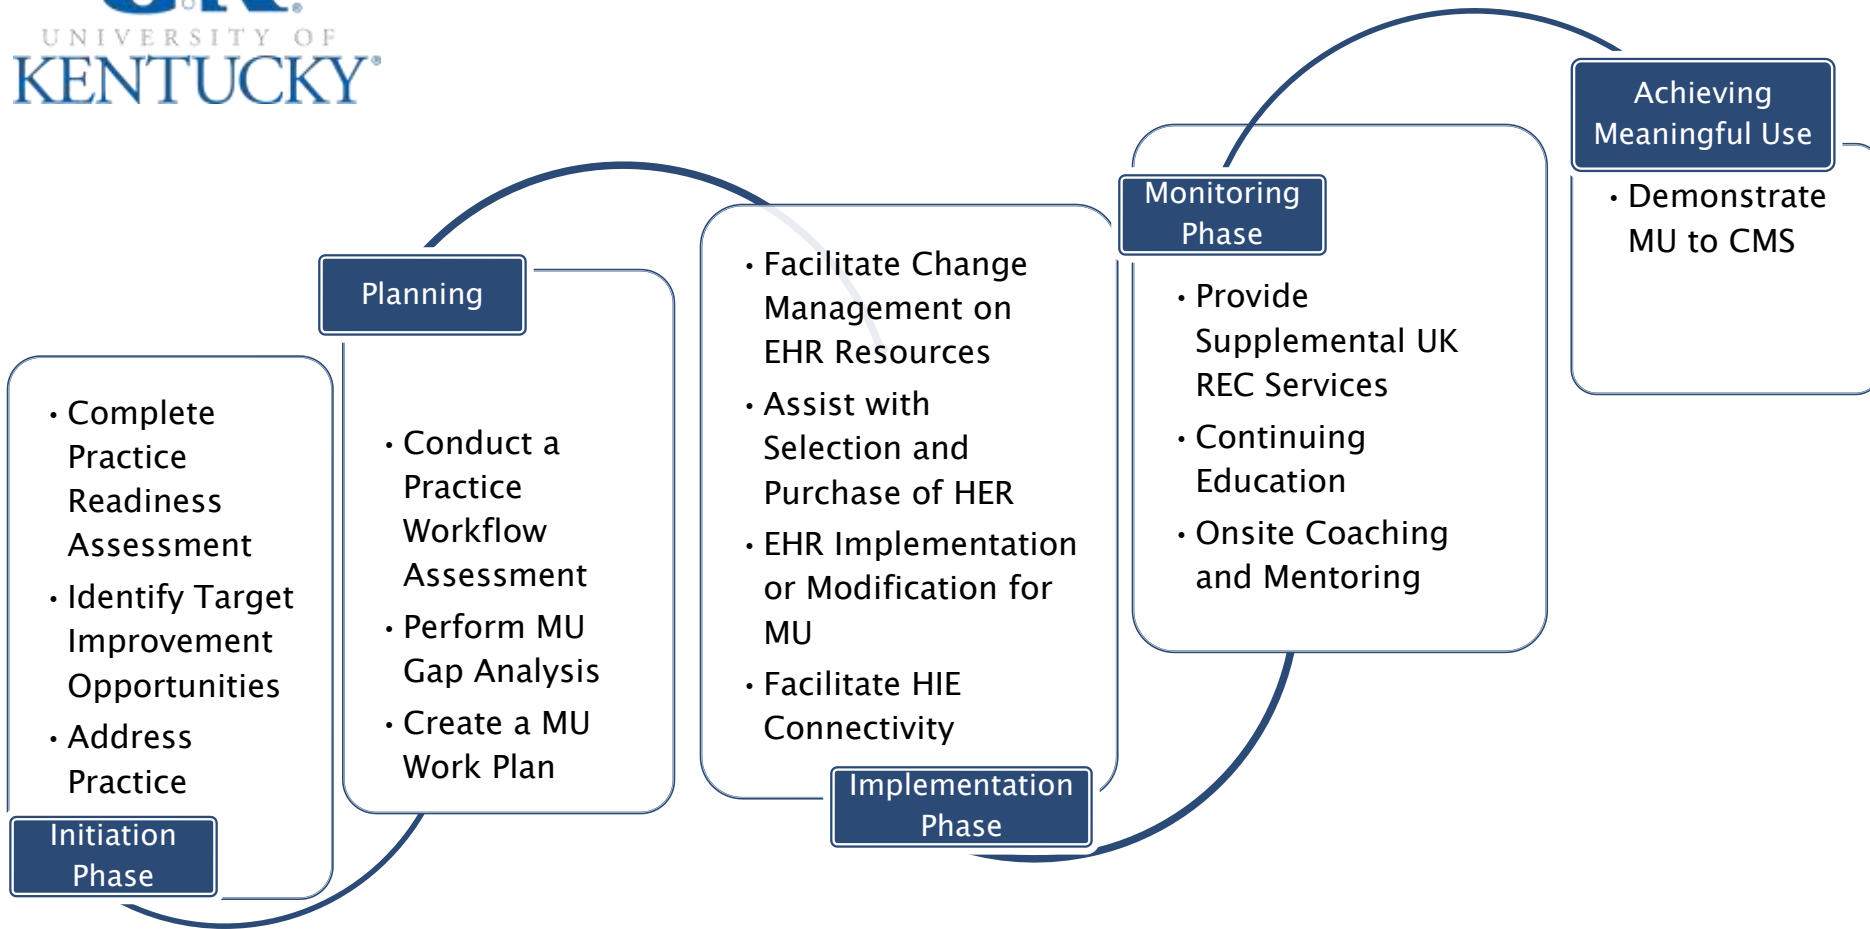 UK®
UNIVERSITY OF
KENTUCKY®
• Complete
Practice
Readiness
Assessment
• Identify Target
Improvement
Opportunities
• Address
Practice
Initiation
Phase
Planning
• Conduct a
Practice
Workflow
Assessment
• Perform MU
Gap Analysis
• Create a MU
Work Plan
• Facilitate Change
Management on
EHR Resources
• Assist with
Selection and
Purchase of HER
• EHR Implementation
or Modification for
MU
• Facilitate HIE
Connectivity
Implementation
Phase
Monitoring
Phase
• Provide
Supplemental UK
REC Services
• Continuing
Education
• Onsite Coaching
and Mentoring
Achieving
Meaningful Use
• Demonstrate
MU to CMS